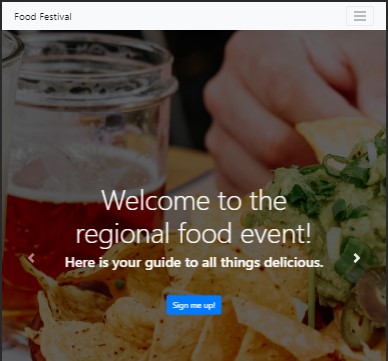 Food Festival
Welcome to the
regional food event!
Here is your guide to all things delicious.
Sign me up!